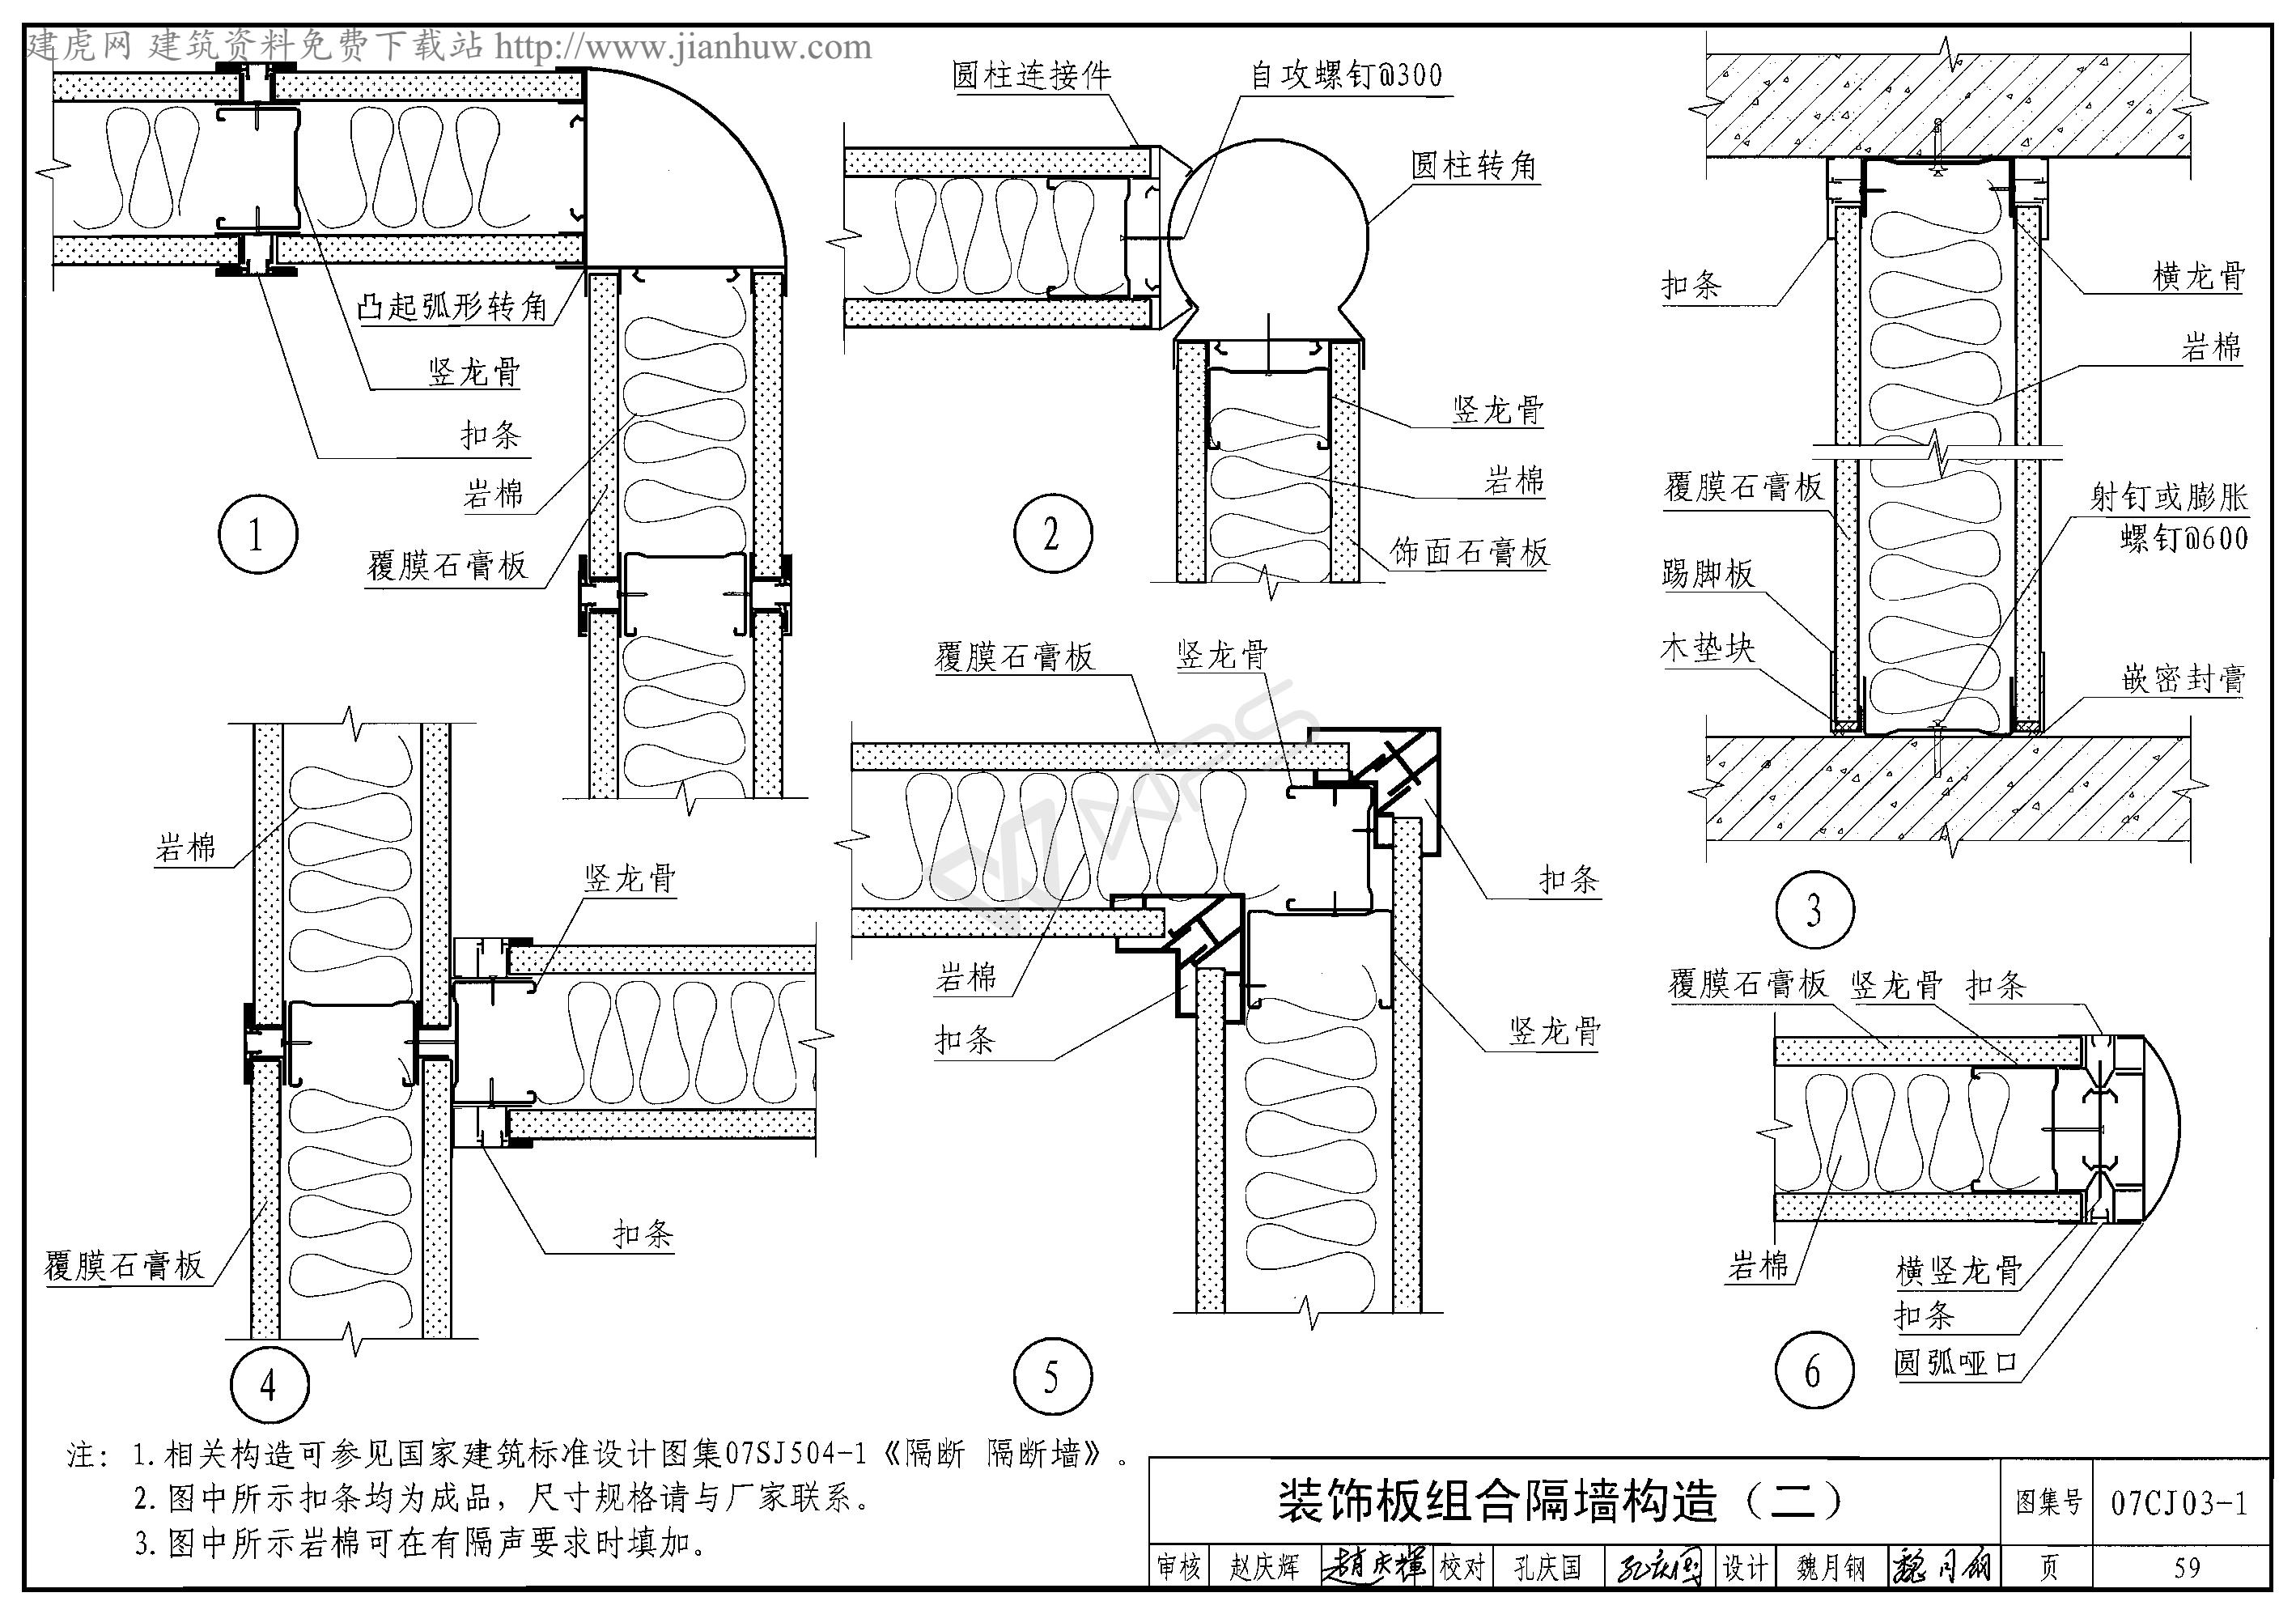 建虎网 建筑资料免费下载站 http://www.jianhuw.com
凸起弧形转角
竖龙骨
扣条
岩棉
覆膜石膏板
1
圆柱连接件
自攻螺钉@300
圆柱转角
竖龙骨
岩棉
饰面石膏板
2
扣条
横龙骨
岩棉
覆膜石膏板
射钉或膨胀
螺钉@600
踢脚板
木垫块
嵌密封膏
3
岩棉
竖龙骨
扣条
覆膜石膏板
4
覆膜石膏板
竖龙骨
扣条
岩棉
扣条
竖龙骨
5
WPS
覆膜石膏板 竖龙骨 扣条
岩棉
横竖龙骨
扣条
圆弧哑口
6
注: 1.相关构造可参见国家建筑标准设计图集07SJ504-1《隔断 隔断墙》。
2.图中所示扣条均为成品,尺寸规格请与厂家联系。
3.图中所示岩棉可在有隔声要求时填加。
装饰板组合隔墙构造(二)
图集号 07CJ03-1
审核 赵庆辉 赵庆辉 校对 孔庆国 孔庆国 设计 魏月钢 魏月钢 页 59